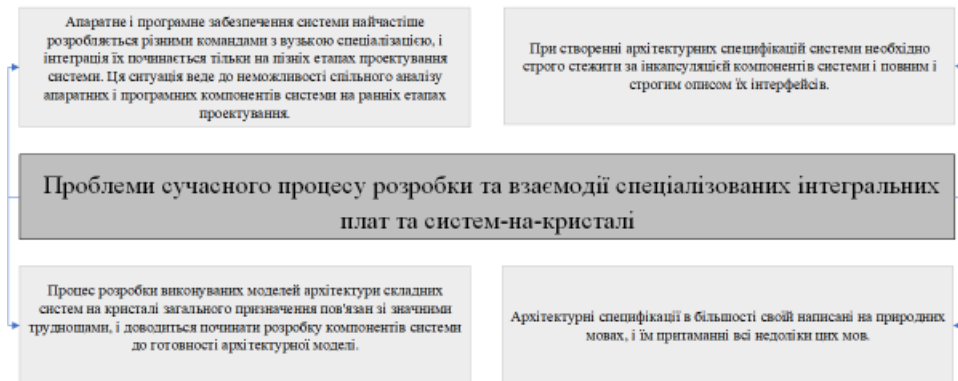 Апаратне і програмне забезпечення системи найчастіше
розробляється різними командами з вузькою спеціалізацією, і
інтеграція їх починається тільки на пізніх етапах проектування
системи. Ця ситуація веде до неможливості спільного аналізу
апаратних і програмних компонентів системи на ранніх етапах
проектування.
При створенні архітектурних специфікацій системи необхідно
строго стежити за інкапсуляцією компонентів системи і повним і
строгим описом їх інтерфейсів.
Проблеми сучасного процесу розробки та взаємодії спеціалізованих інтегральних
плат та систем-на-кристалі
Процес розробки виконуваних моделей архітектури складних
систем на кристалі загального призначення пов'язан зі значними
труднощами, і доводиться починати розробку компонентів системи
до готовності архітектурної моделі.
Архітектурні специфікації в більшості своїй написані на природних
мовах, і їм притаманні всі недоліки цих мов.